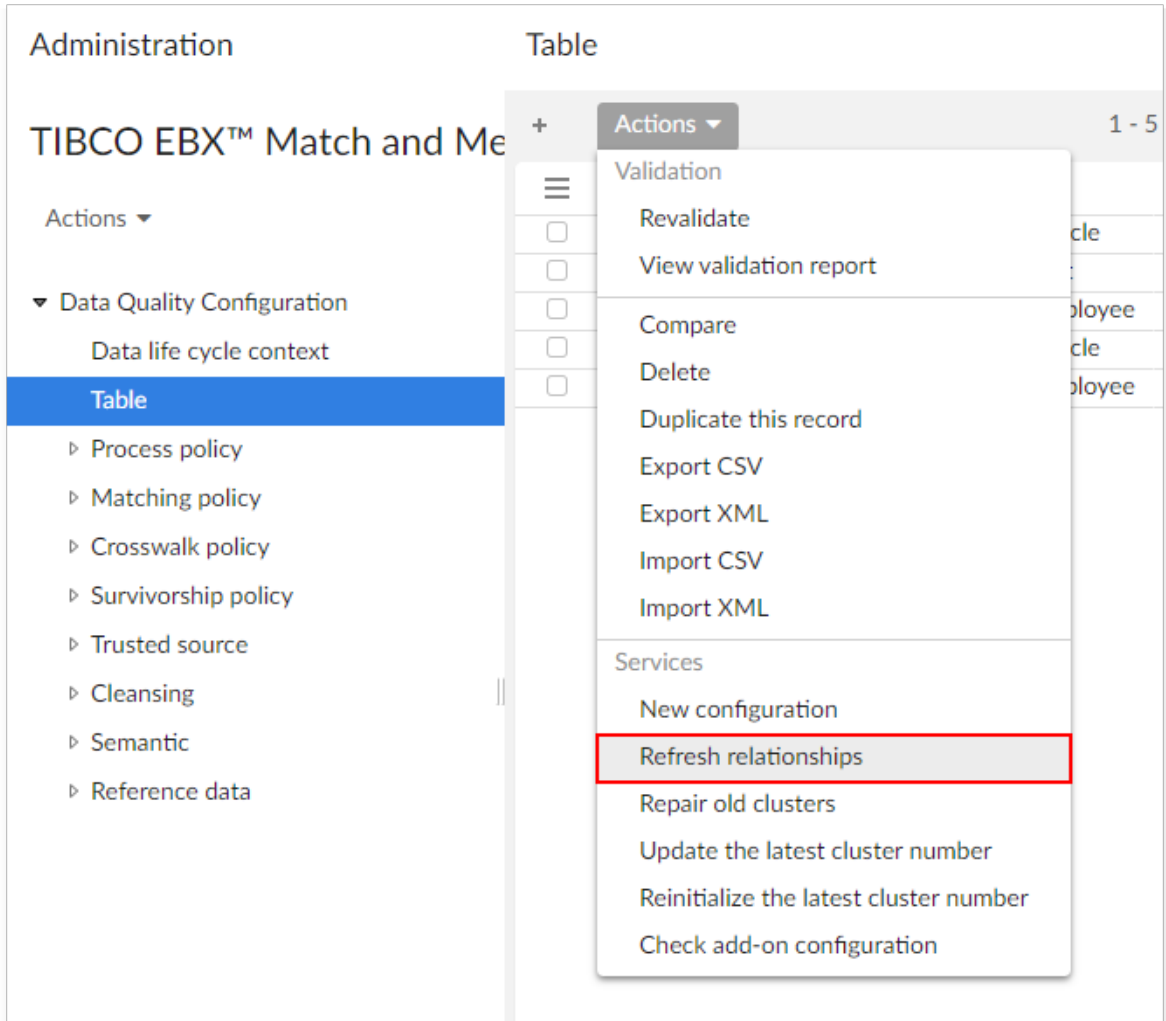 Administration
TIBCO EBX™ Match and Me
Actions
Data Quality Configuration
Data life cycle context
Table
Process policy
Matching policy
Crosswalk policy
Survivorship policy
Trusted source
Cleansing
Semantic
Reference data
Table
+
Actions
1 - 5
Validation
Revalidate
View validation report
Compare
Delete
Duplicate this record
Export CSV
Export XML
Import CSV
Import XML
Services
New configuration
Refresh relationships
Repair old clusters
Update the latest cluster number
Reinitialize the latest cluster number
Check add-on configuration
cle
ployee
cle
ployee